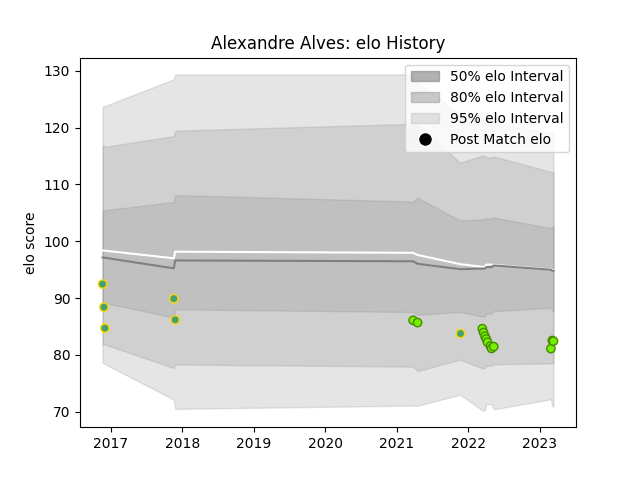 Alexandre Alves: elo History
50% elo Interval
80% elo Interval
95% elo Interval
Post Match elo
elo score
130
120
110
100
90
80
70
2017
2018
2019
2020
2021
2022
2023